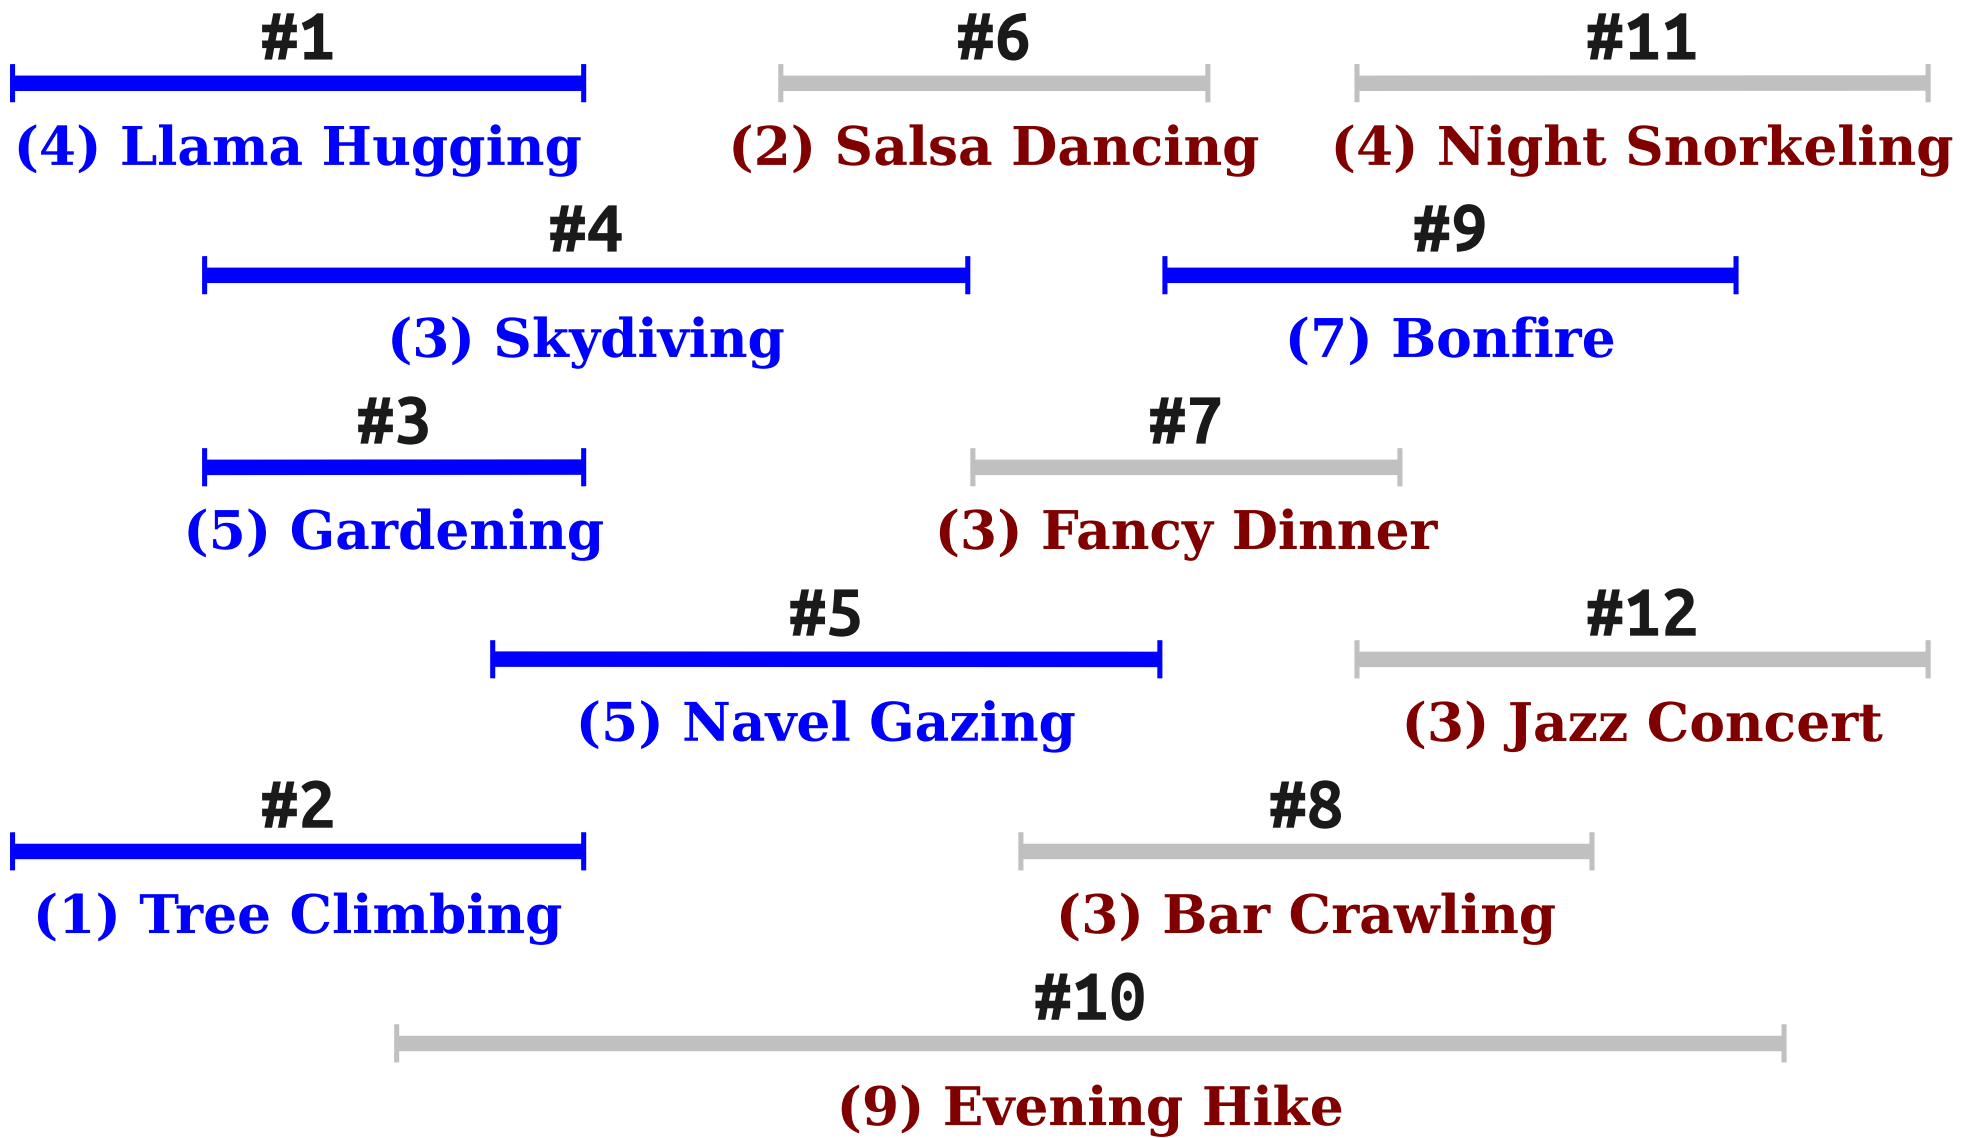 #1 #6 #11
(4) Llama Hugging (2) Salsa Dancing (4) Night Snorkeling
#4 #9
(3) Skydiving (7) Bonfire
#3 #7
(5) Gardening (3) Fancy Dinner
#5 #12
(5) Navel Gazing (3) Jazz Concert
#2 #8
(1) Tree Climbing (3) Bar Crawling
#10
(9) Evening Hike